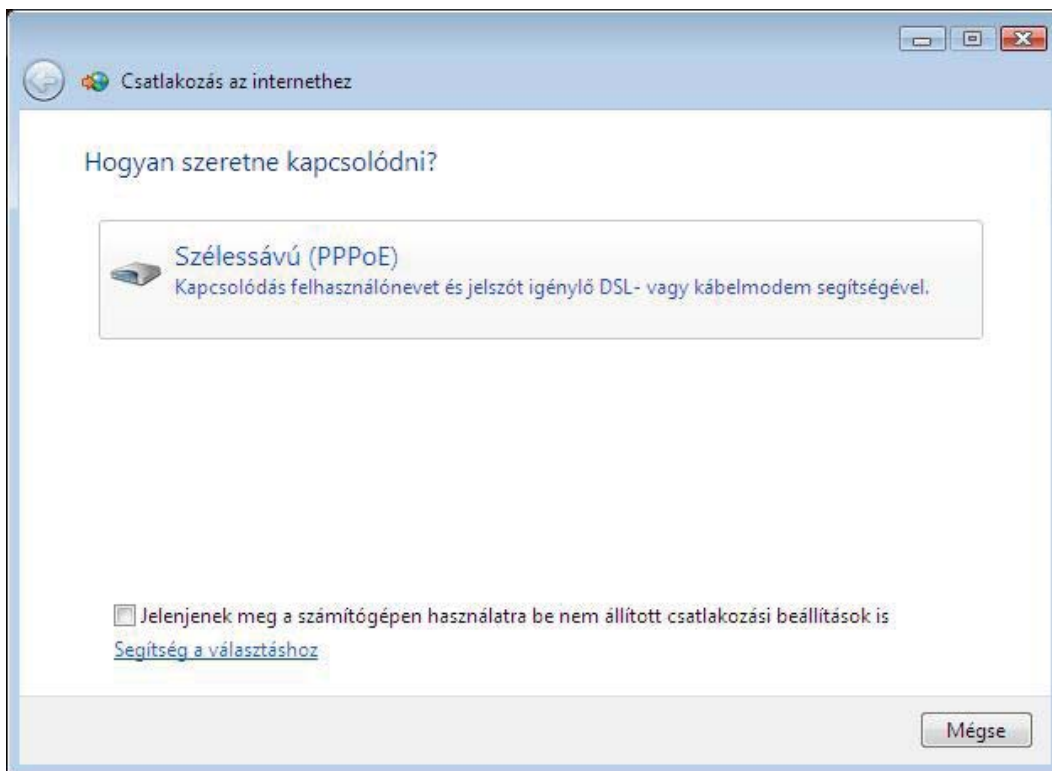 Csatlakozás az internethez
Hogyan szeretne kapcsolódni?
Szélessávú (PPPoE)
Kapcsolódás felhasználónevet és jelszót igénylő DSL- vagy kábelmodem segítségével.
Jelenjenek meg a számítógépen használatra be nem állított csatlakozási beállítások is
Segítség a választáshoz
Mégse